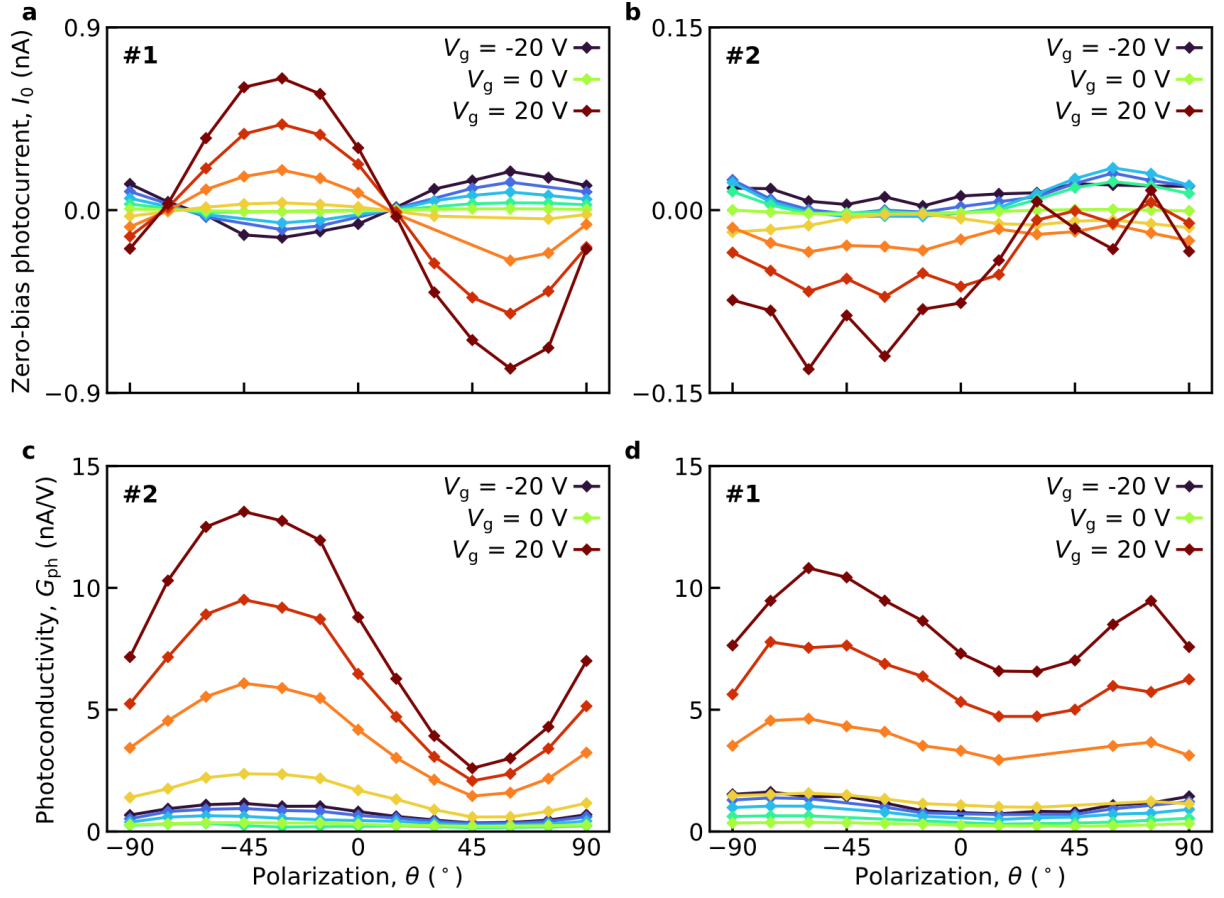 a
Zero-bias photocurrent, I₀ (nA)
0.9
0.0
−0.9
#1
V_g = -20 V
V_g = 0 V
V_g = 20 V
b
0.15
0.00
−0.15
#2
V_g = -20 V
V_g = 0 V
V_g = 20 V
c
Photoconductivity, G_ph (nA/V)
15
10
5
0
#2
V_g = -20 V
V_g = 0 V
V_g = 20 V
−90
−45
0
45
90
Polarization, θ (°)
d
15
10
5
0
#1
V_g = -20 V
V_g = 0 V
V_g = 20 V
−90
−45
0
45
90
Polarization, θ (°)